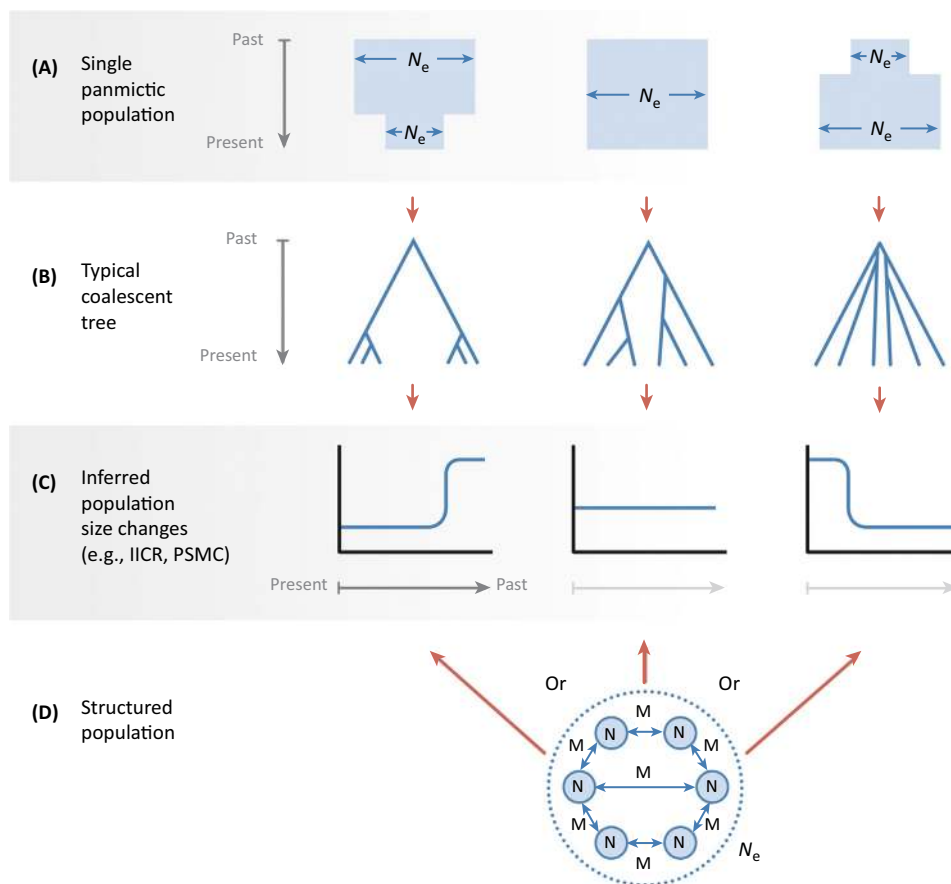 Past
(A) Single
panmictic
population
Present
Nₑ
Nₑ
Nₑ
Nₑ
Nₑ
Past
(B) Typical
coalescent
tree
Present
(C) Inferred
population
size changes
(e.g., IICR, PSMC)
Present
Past
Or
Or
(D) Structured
population
M
N
N
M
M
M
N
N
M
M
N
N
M
Nₑ